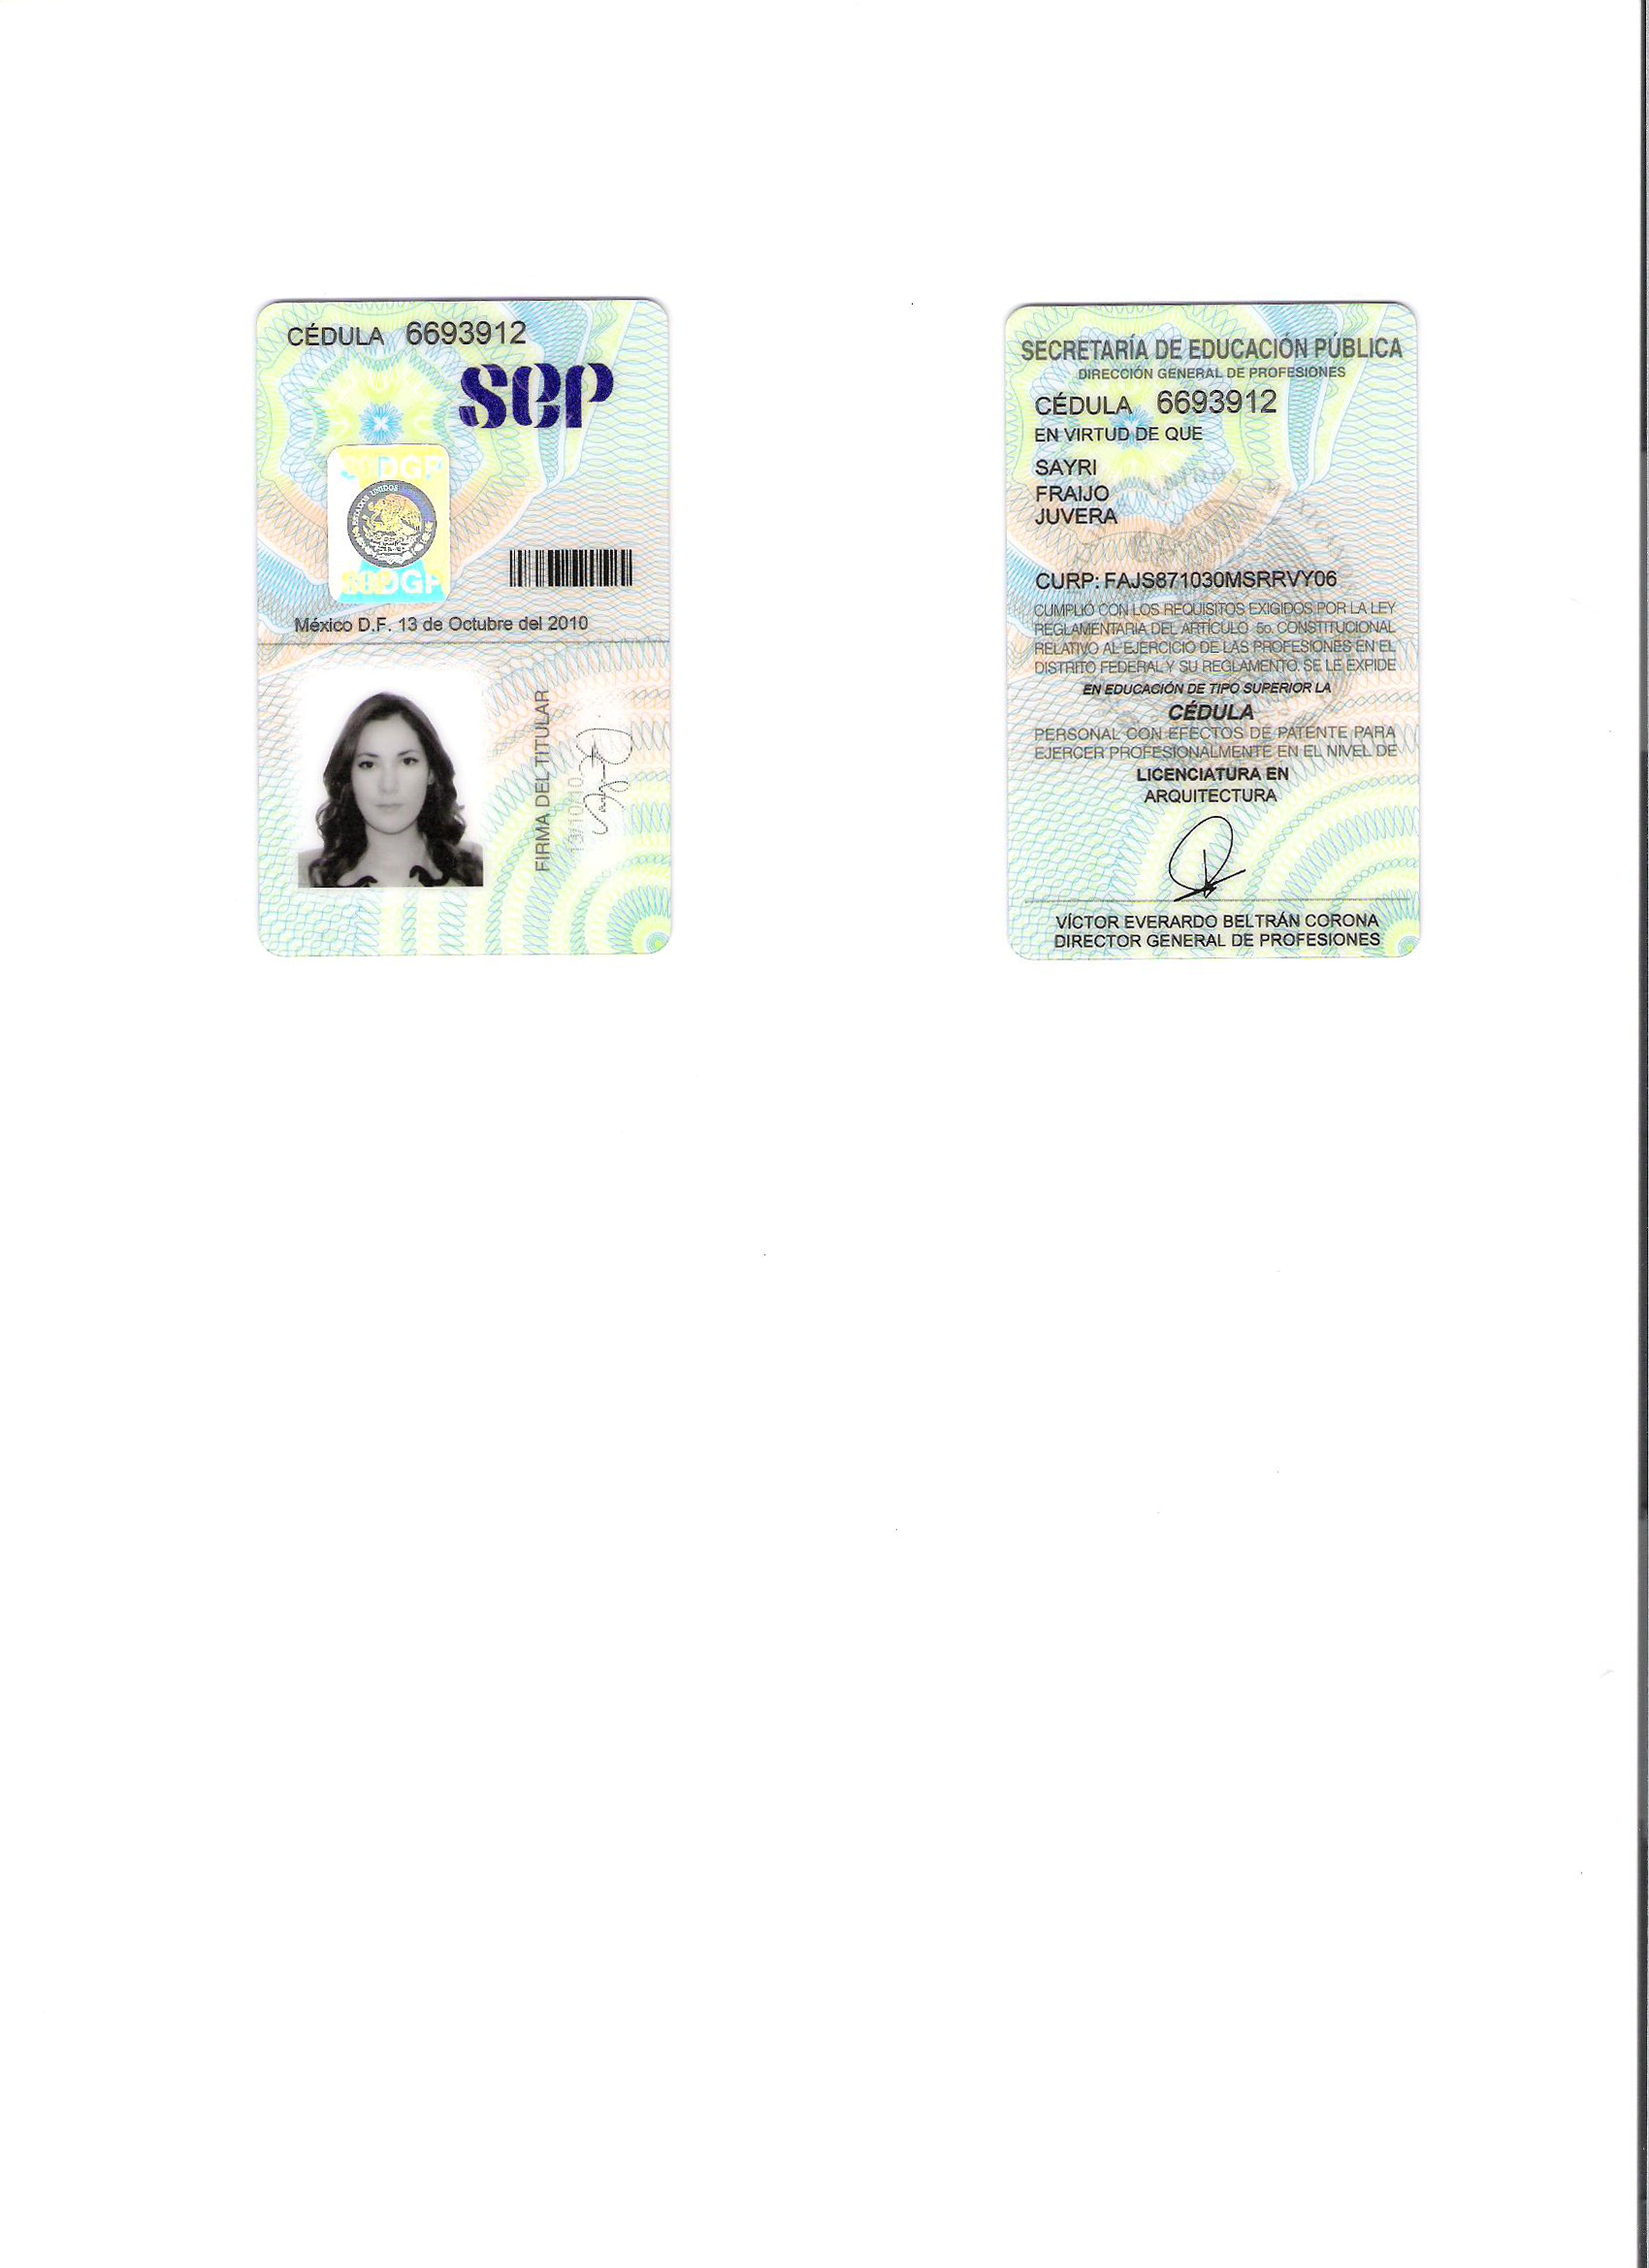 CÉDULA 6693912
sep
ESTADOS UNIDOS
México D.F. 13 de Octubre del 2010
FIRMA DEL TITULAR
13/10/10
SECRETARÍA DE EDUCACIÓN PÚBLICA
DIRECCIÓN GENERAL DE PROFESIONES
CÉDULA 6693912
EN VIRTUD DE QUE
SAYRI
FRAIJO
JUVERA
CURP: FAJS871030MSRRVY06
CUMPLIÓ CON LOS REQUISITOS EXIGIDOS POR LA LEY
REGLAMENTARIA DEL ARTÍCULO 5o. CONSTITUCIONAL
RELATIVO AL EJERCICIO DE LAS PROFESIONES EN EL
DISTRITO FEDERAL Y SU REGLAMENTO. SE LE EXPIDE
EN EDUCACIÓN DE TIPO SUPERIOR LA
CÉDULA
PERSONAL CON EFECTOS DE PATENTE PARA
EJERCER PROFESIONALMENTE EN EL NIVEL DE
LICENCIATURA EN
ARQUITECTURA
VÍCTOR EVERARDO BELTRÁN CORONA
DIRECTOR GENERAL DE PROFESIONES